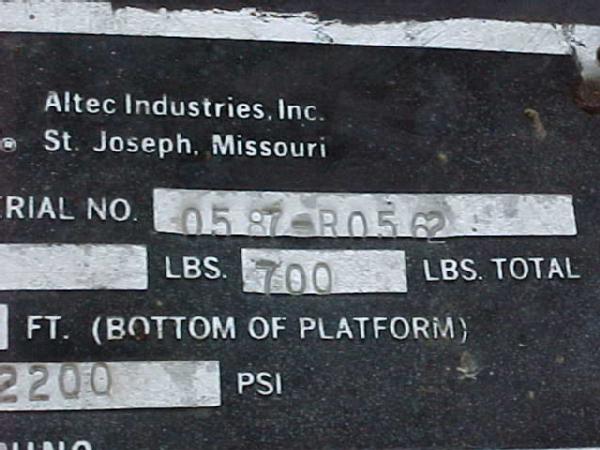 Altec Industries, Inc.
® St. Joseph, Missouri
RIAL NO. 0587-R0562
LBS. 700 LBS. TOTAL
FT. (BOTTOM OF PLATFORM)
2200 PSI